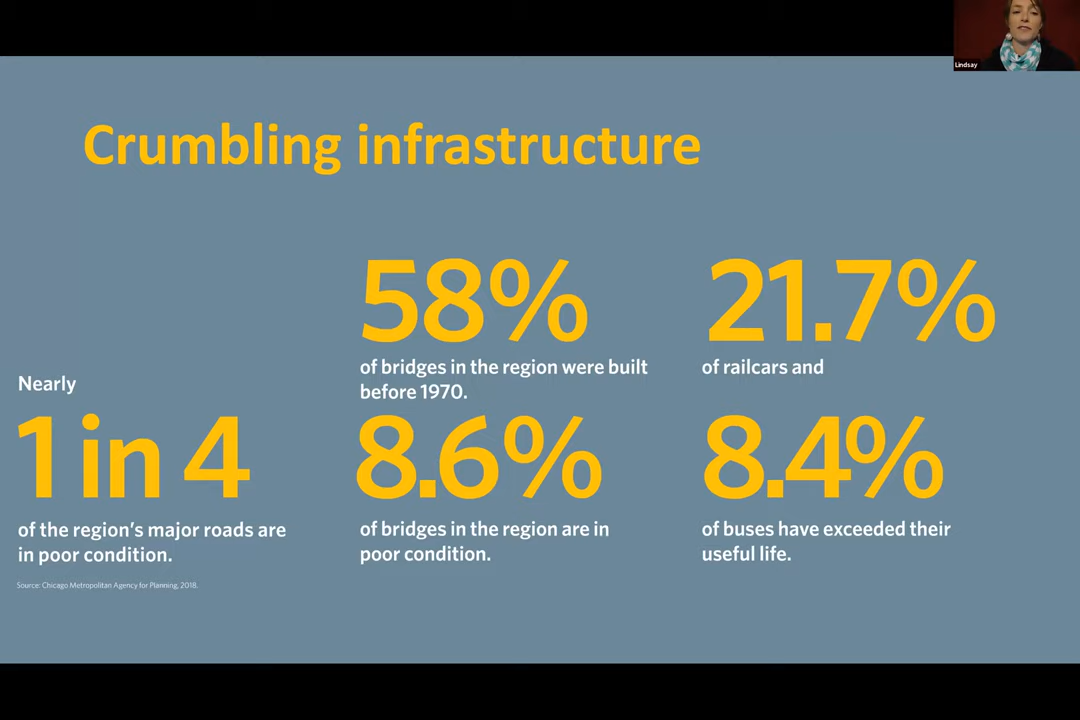 Lindsay
Crumbling infrastructure
Nearly
1 in 4
of the region's major roads are
in poor condition.
58%
of bridges in the region were built
before 1970.
8.6%
of bridges in the region are in
poor condition.
21.7%
of railcars and
8.4%
of buses have exceeded their
useful life.
Source: Chicago Metropolitan Agency for Planning, 2018.